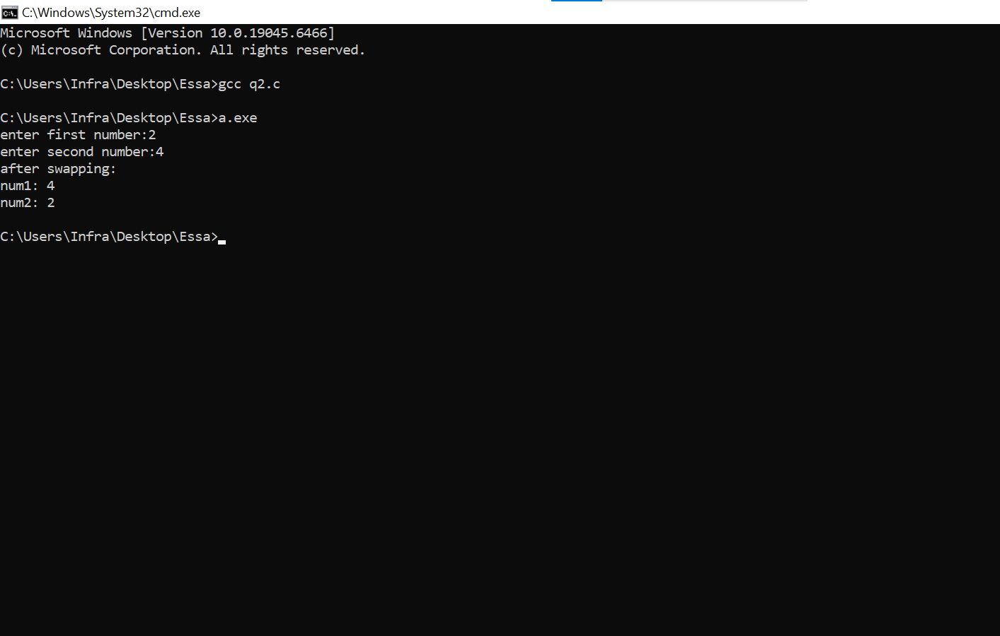 C:\Windows\System32\cmd.exe
Microsoft Windows [Version 10.0.19045.6466]
(c) Microsoft Corporation. All rights reserved.
C:\Users\Infra\Desktop\Essa>gcc q2.c
C:\Users\Infra\Desktop\Essa>a.exe
enter first number:2
enter second number:4
after swapping:
num1: 4
num2: 2
C:\Users\Infra\Desktop\Essa>